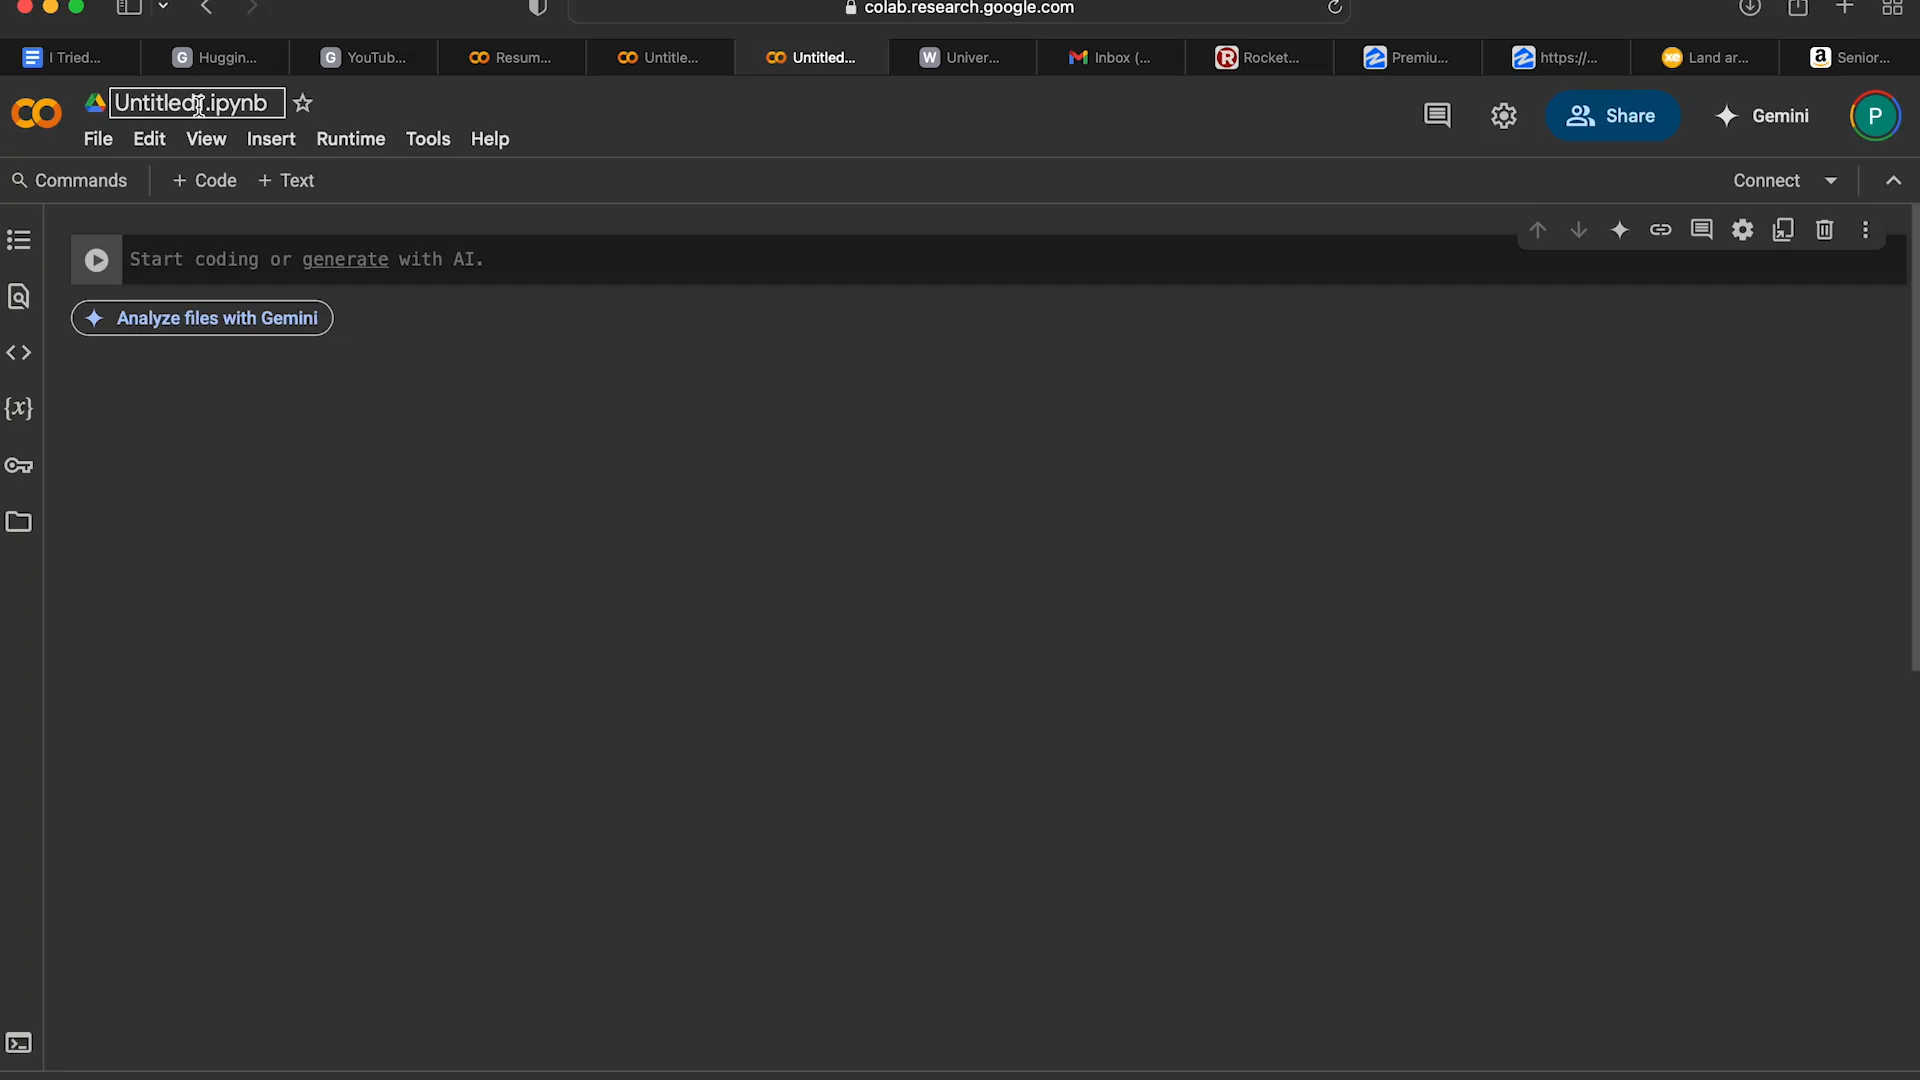 colab.research.google.com
I Tried...
G Huggin...
G YouTub...
Resum...
Untitle...
Untitled...
W Univer...
Inbox (...
R Rocket...
Premiu...
https://...
xe Land ar...
a Senior...
.ipynb
Share
Gemini
P
File Edit View Insert Runtime Tools Help
Commands
+ Code + Text
Connect
Start coding or generate with AI.
{x}
Analyze files with Gemini